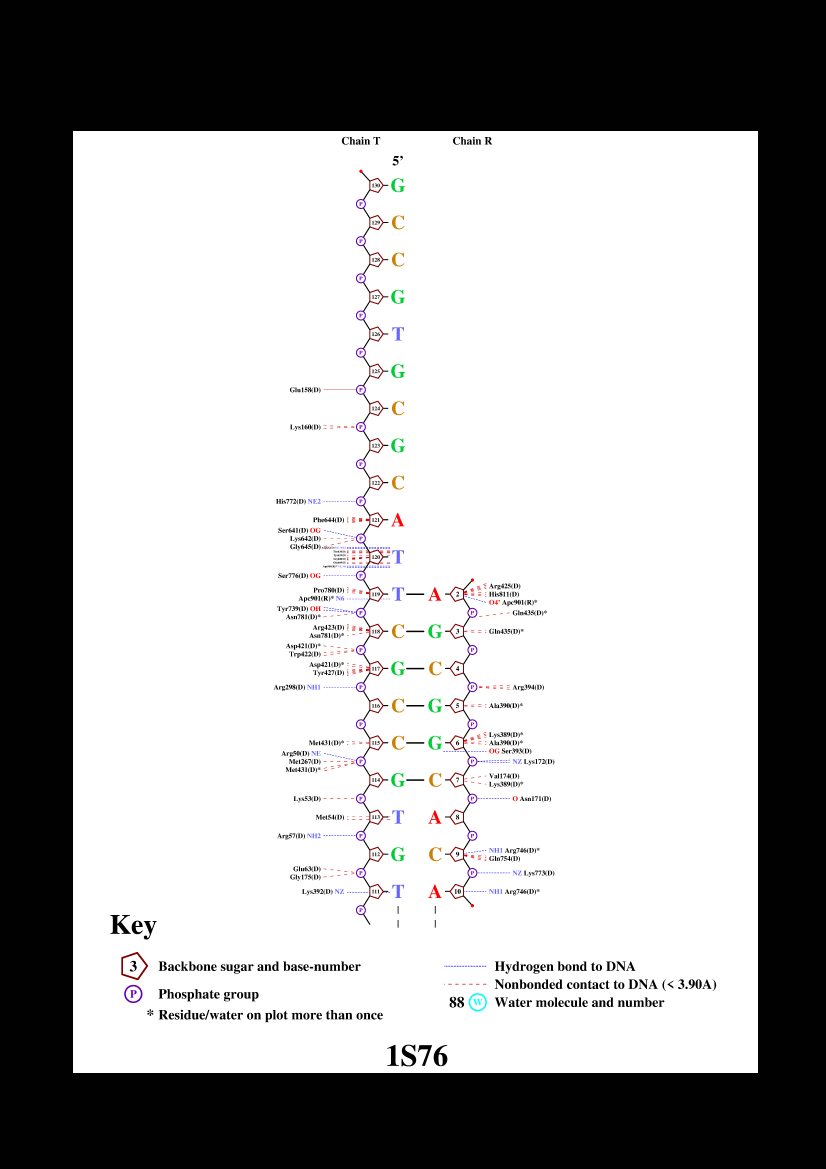 Chain T Chain R
5'
130 G
P
129 C
P
128 C
P
127 G
P
126 T
P
125 G
Gln158(D) P
124 C
Lys160(D) P
123 G
P
122 C
His772(D) NE2 P
Phe644(D) 121 A
Ser641(D) OG
Lys642(D) P
Gly645(D)
120 T
Ser776(D) OG P
Pro780(D) 119 T A 2 Arg425(D)
His811(D)
Apc901(R)* N6 O4' Apc901(R)*
Tyr739(D) OH P P Gln435(D)*
Asn781(D)*
Arg423(D) 118 C G 3 Gln435(D)*
Asn781(D)*
Asp421(D)* P P
Trp422(D)
Asp421(D)* 117 G C 4
Tyr427(D)
Arg298(D) NH1 P P Arg394(D)
116 C G 5 Ala390(D)*
P P
Lys389(D)*
Met431(D)* 115 C G 6 Ala390(D)*
OG Ser393(D)
Arg50(D) NE
Met267(D) P P NZ Lys172(D)
Met431(D)*
114 G C 7 Val174(D)
Lys389(D)*
Lys53(D) P P O Asn171(D)
Met54(D) 113 T A 8
Arg57(D) NH2 P P
112 G C 9 NH1 Arg746(D)*
Gln754(D)
Glu63(D) P P NZ Lys773(D)
Gly175(D)
Lys392(D) NZ 111 T A 10 NH1 Arg746(D)*
P
Key
3 Backbone sugar and base-number
P Phosphate group
* Residue/water on plot more than once
Hydrogen bond to DNA
Nonbonded contact to DNA (< 3.90A)
88 W Water molecule and number
1S76